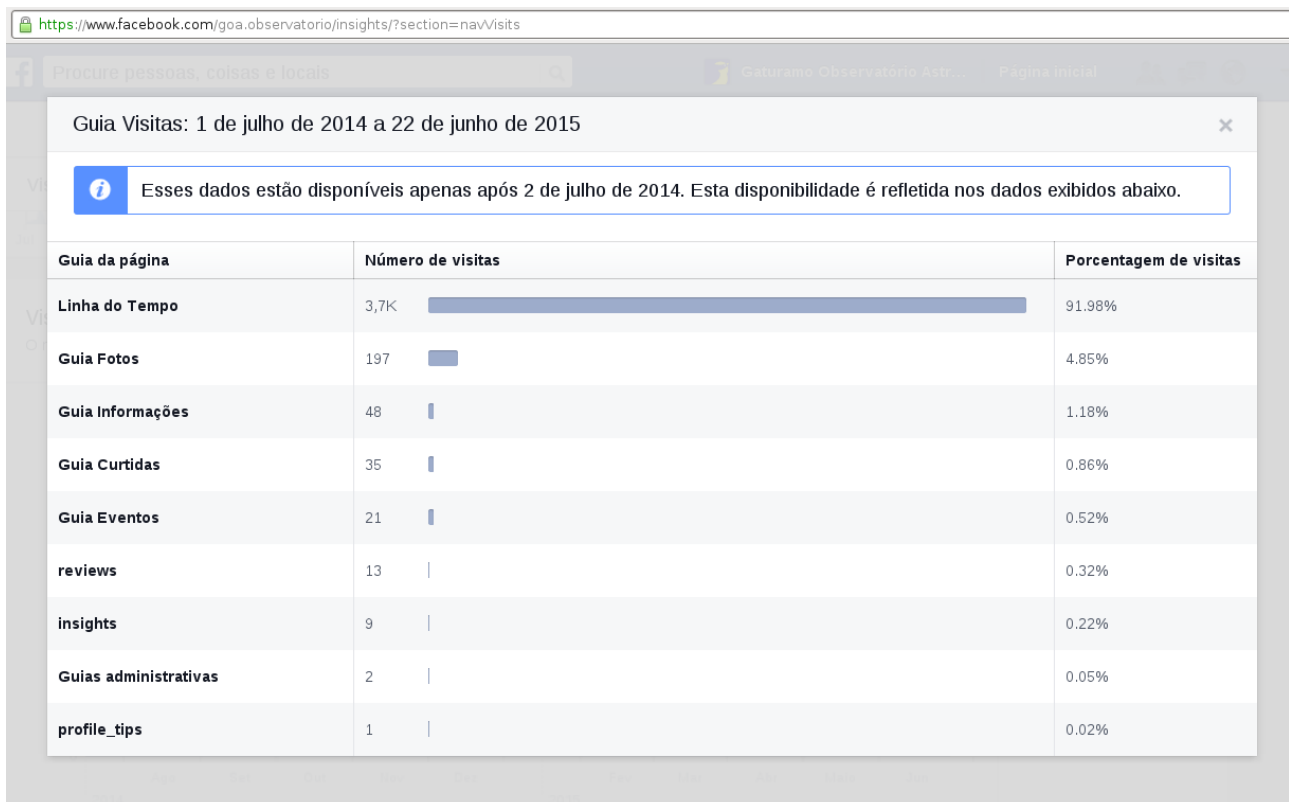 https://www.facebook.com/goa.observatorio/insights/?section=navVisits
Procure pessoas, coisas e locais
Gaturamo Observatório Astr... Página inicial
Guia Visitas: 1 de julho de 2014 a 22 de junho de 2015
Esses dados estão disponíveis apenas após 2 de julho de 2014. Esta disponibilidade é refletida nos dados exibidos abaixo.
Guia da página Número de visitas Porcentagem de visitas
Linha do Tempo 3,7K 91.98%
Guia Fotos 197 4.85%
Guia Informações 48 1.18%
Guia Curtidas 35 0.86%
Guia Eventos 21 0.52%
reviews 13 0.32%
insights 9 0.22%
Guias administrativas 2 0.05%
profile_tips 1 0.02%